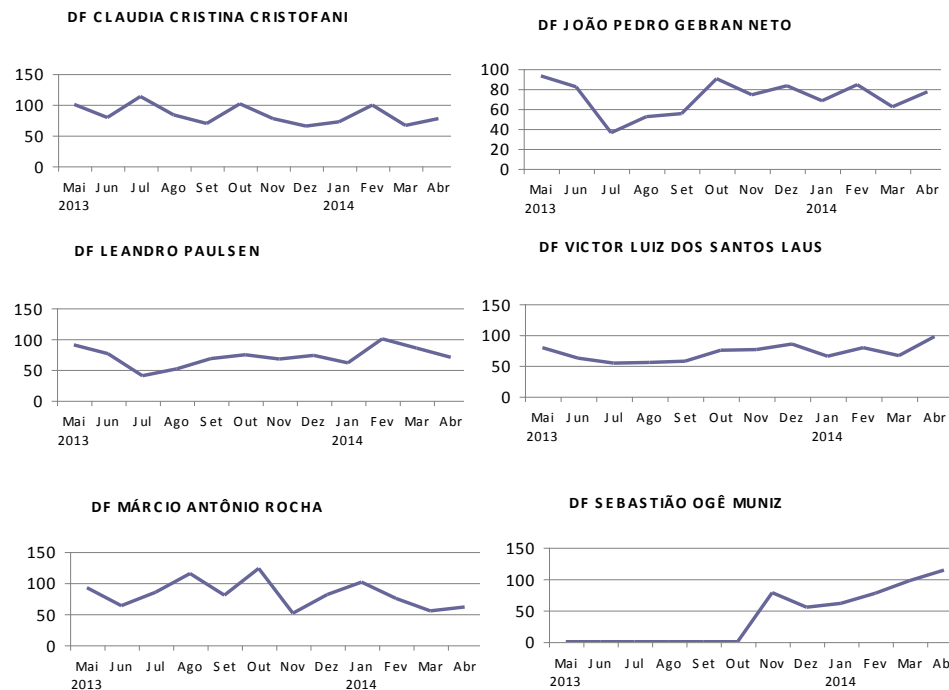 DF CLAUDIA CRISTINA CRISTOFANI
150
100
50
0
Mai Jun Jul Ago Set Out Nov Dez Jan Fev Mar Abr
2013 2014
DF JOÃO PEDRO GEBRAN NETO
100
80
60
40
20
0
Mai Jun Jul Ago Set Out Nov Dez Jan Fev Mar Abr
2013 2014
DF LEANDRO PAULSEN
150
100
50
0
Mai Jun Jul Ago Set Out Nov Dez Jan Fev Mar Abr
2013 2014
DF VICTOR LUIZ DOS SANTOS LAUS
150
100
50
0
Mai Jun Jul Ago Set Out Nov Dez Jan Fev Mar Abr
2013 2014
DF MÁRCIO ANTÔNIO ROCHA
150
100
50
0
Mai Jun Jul Ago Set Out Nov Dez Jan Fev Mar Abr
2013 2014
DF SEBASTIÃO OGÊ MUNIZ
150
100
50
0
Mai Jun Jul Ago Set Out Nov Dez Jan Fev Mar Ab
2013 2014